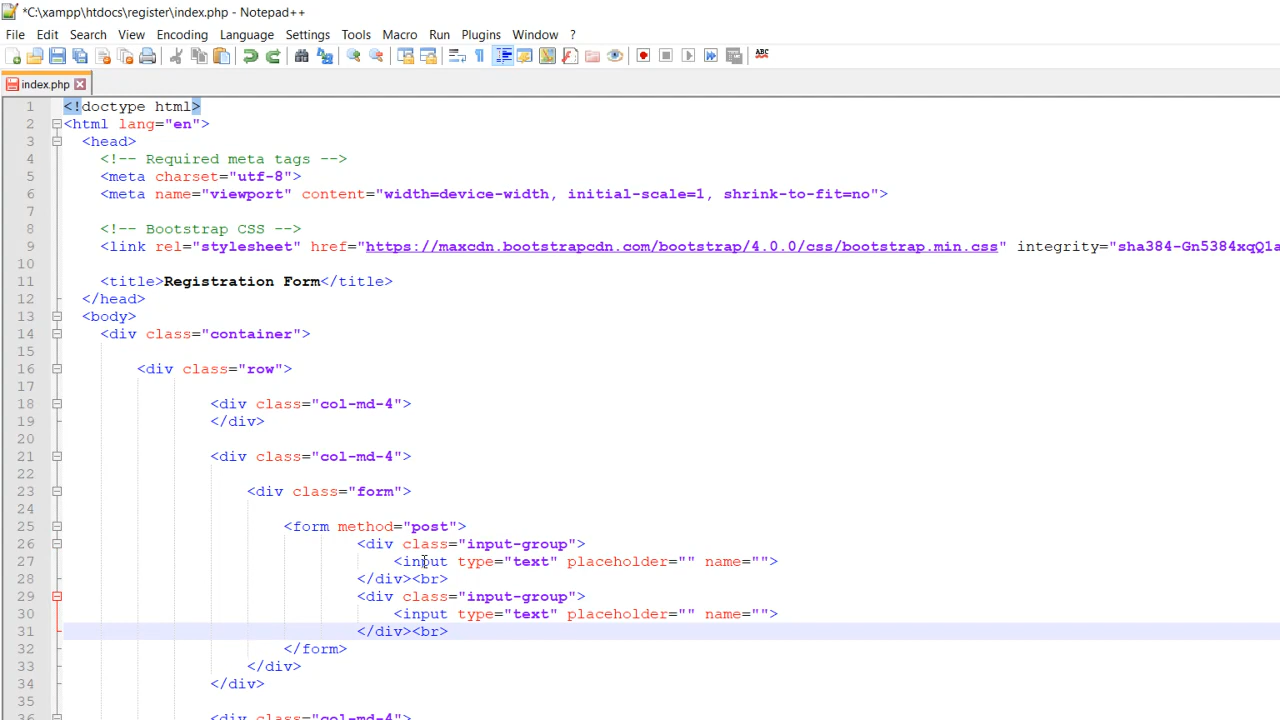 *C:\xampp\htdocs\register\index.php - Notepad++
File Edit Search View Encoding Language Settings Tools Macro Run Plugins Window ?
ABC
index.php
1 <!doctype html>
2 <html lang="en">
3 <head>
4 <!-- Required meta tags -->
5 <meta charset="utf-8">
6 <meta name="viewport" content="width=device-width, initial-scale=1, shrink-to-fit=no">
7
8 <!-- Bootstrap CSS -->
9 <link rel="stylesheet" href="https://maxcdn.bootstrapcdn.com/bootstrap/4.0.0/css/bootstrap.min.css" integrity="sha384-Gn5384xqQ1a
10
11 <title>Registration Form</title>
12 </head>
13 <body>
14 <div class="container">
15
16 <div class="row">
17
18 <div class="col-md-4">
19 </div>
20
21 <div class="col-md-4">
22
23 <div class="form">
24
25 <form method="post">
26 <div class="input-group">
27 <input type="text" placeholder="" name="">
28 </div><br>
29 <div class="input-group">
30 <input type="text" placeholder="" name="">
31 </div><br>
32 </form>
33 </div>
34 </div>
35
36 <div class="col-md-4">